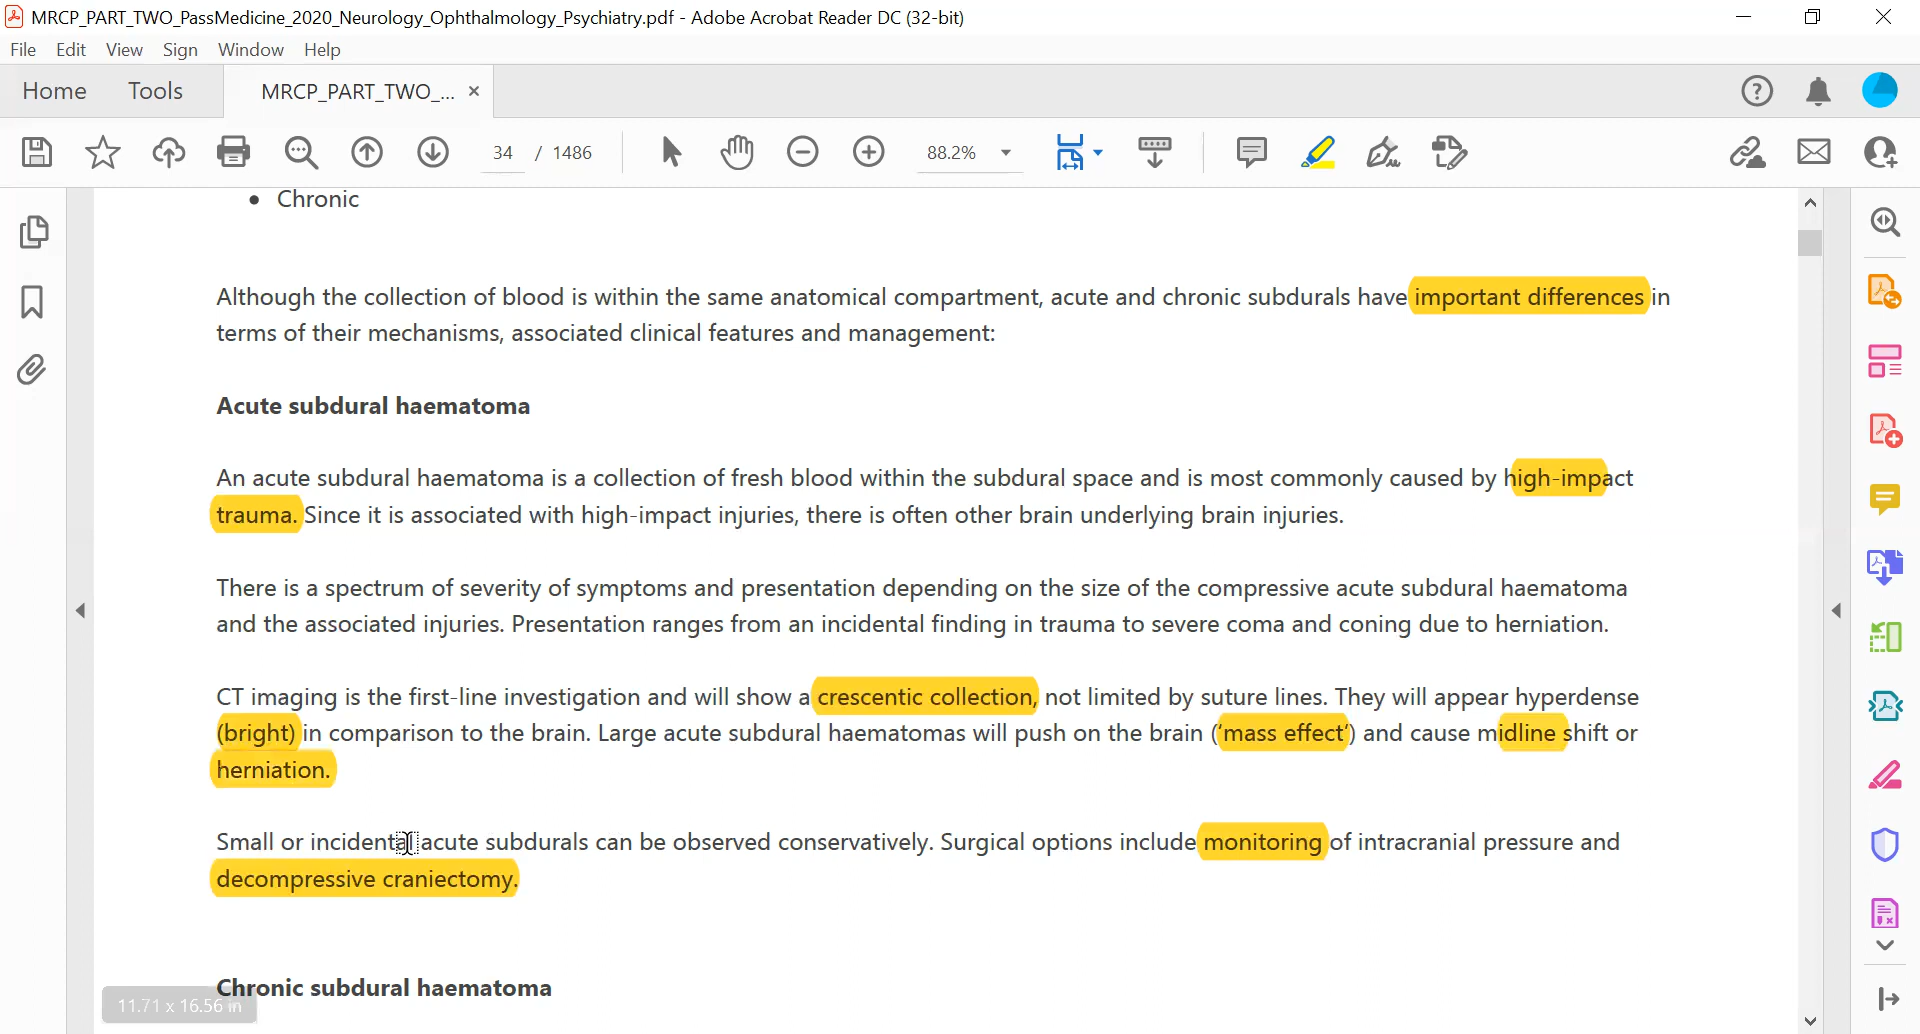 MRCP_PART_TWO_PassMedicine_2020_Neurology_Ophthalmology_Psychiatry.pdf - Adobe Acrobat Reader DC (32-bit)
File Edit View Sign Window Help
Home Tools MRCP_PART_TWO_... ×
34 / 1486 88.2%
• Chronic
Although the collection of blood is within the same anatomical compartment, acute and chronic subdurals have important differences in
terms of their mechanisms, associated clinical features and management:
Acute subdural haematoma
An acute subdural haematoma is a collection of fresh blood within the subdural space and is most commonly caused by high-impact
trauma. Since it is associated with high-impact injuries, there is often other brain underlying brain injuries.
There is a spectrum of severity of symptoms and presentation depending on the size of the compressive acute subdural haematoma
and the associated injuries. Presentation ranges from an incidental finding in trauma to severe coma and coning due to herniation.
CT imaging is the first-line investigation and will show a crescentic collection, not limited by suture lines. They will appear hyperdense
(bright) in comparison to the brain. Large acute subdural haematomas will push on the brain ('mass effect') and cause midline shift or
herniation.
Small or incidental acute subdurals can be observed conservatively. Surgical options include monitoring of intracranial pressure and
decompressive craniectomy.
Chronic subdural haematoma
11.71 x 16.56 in